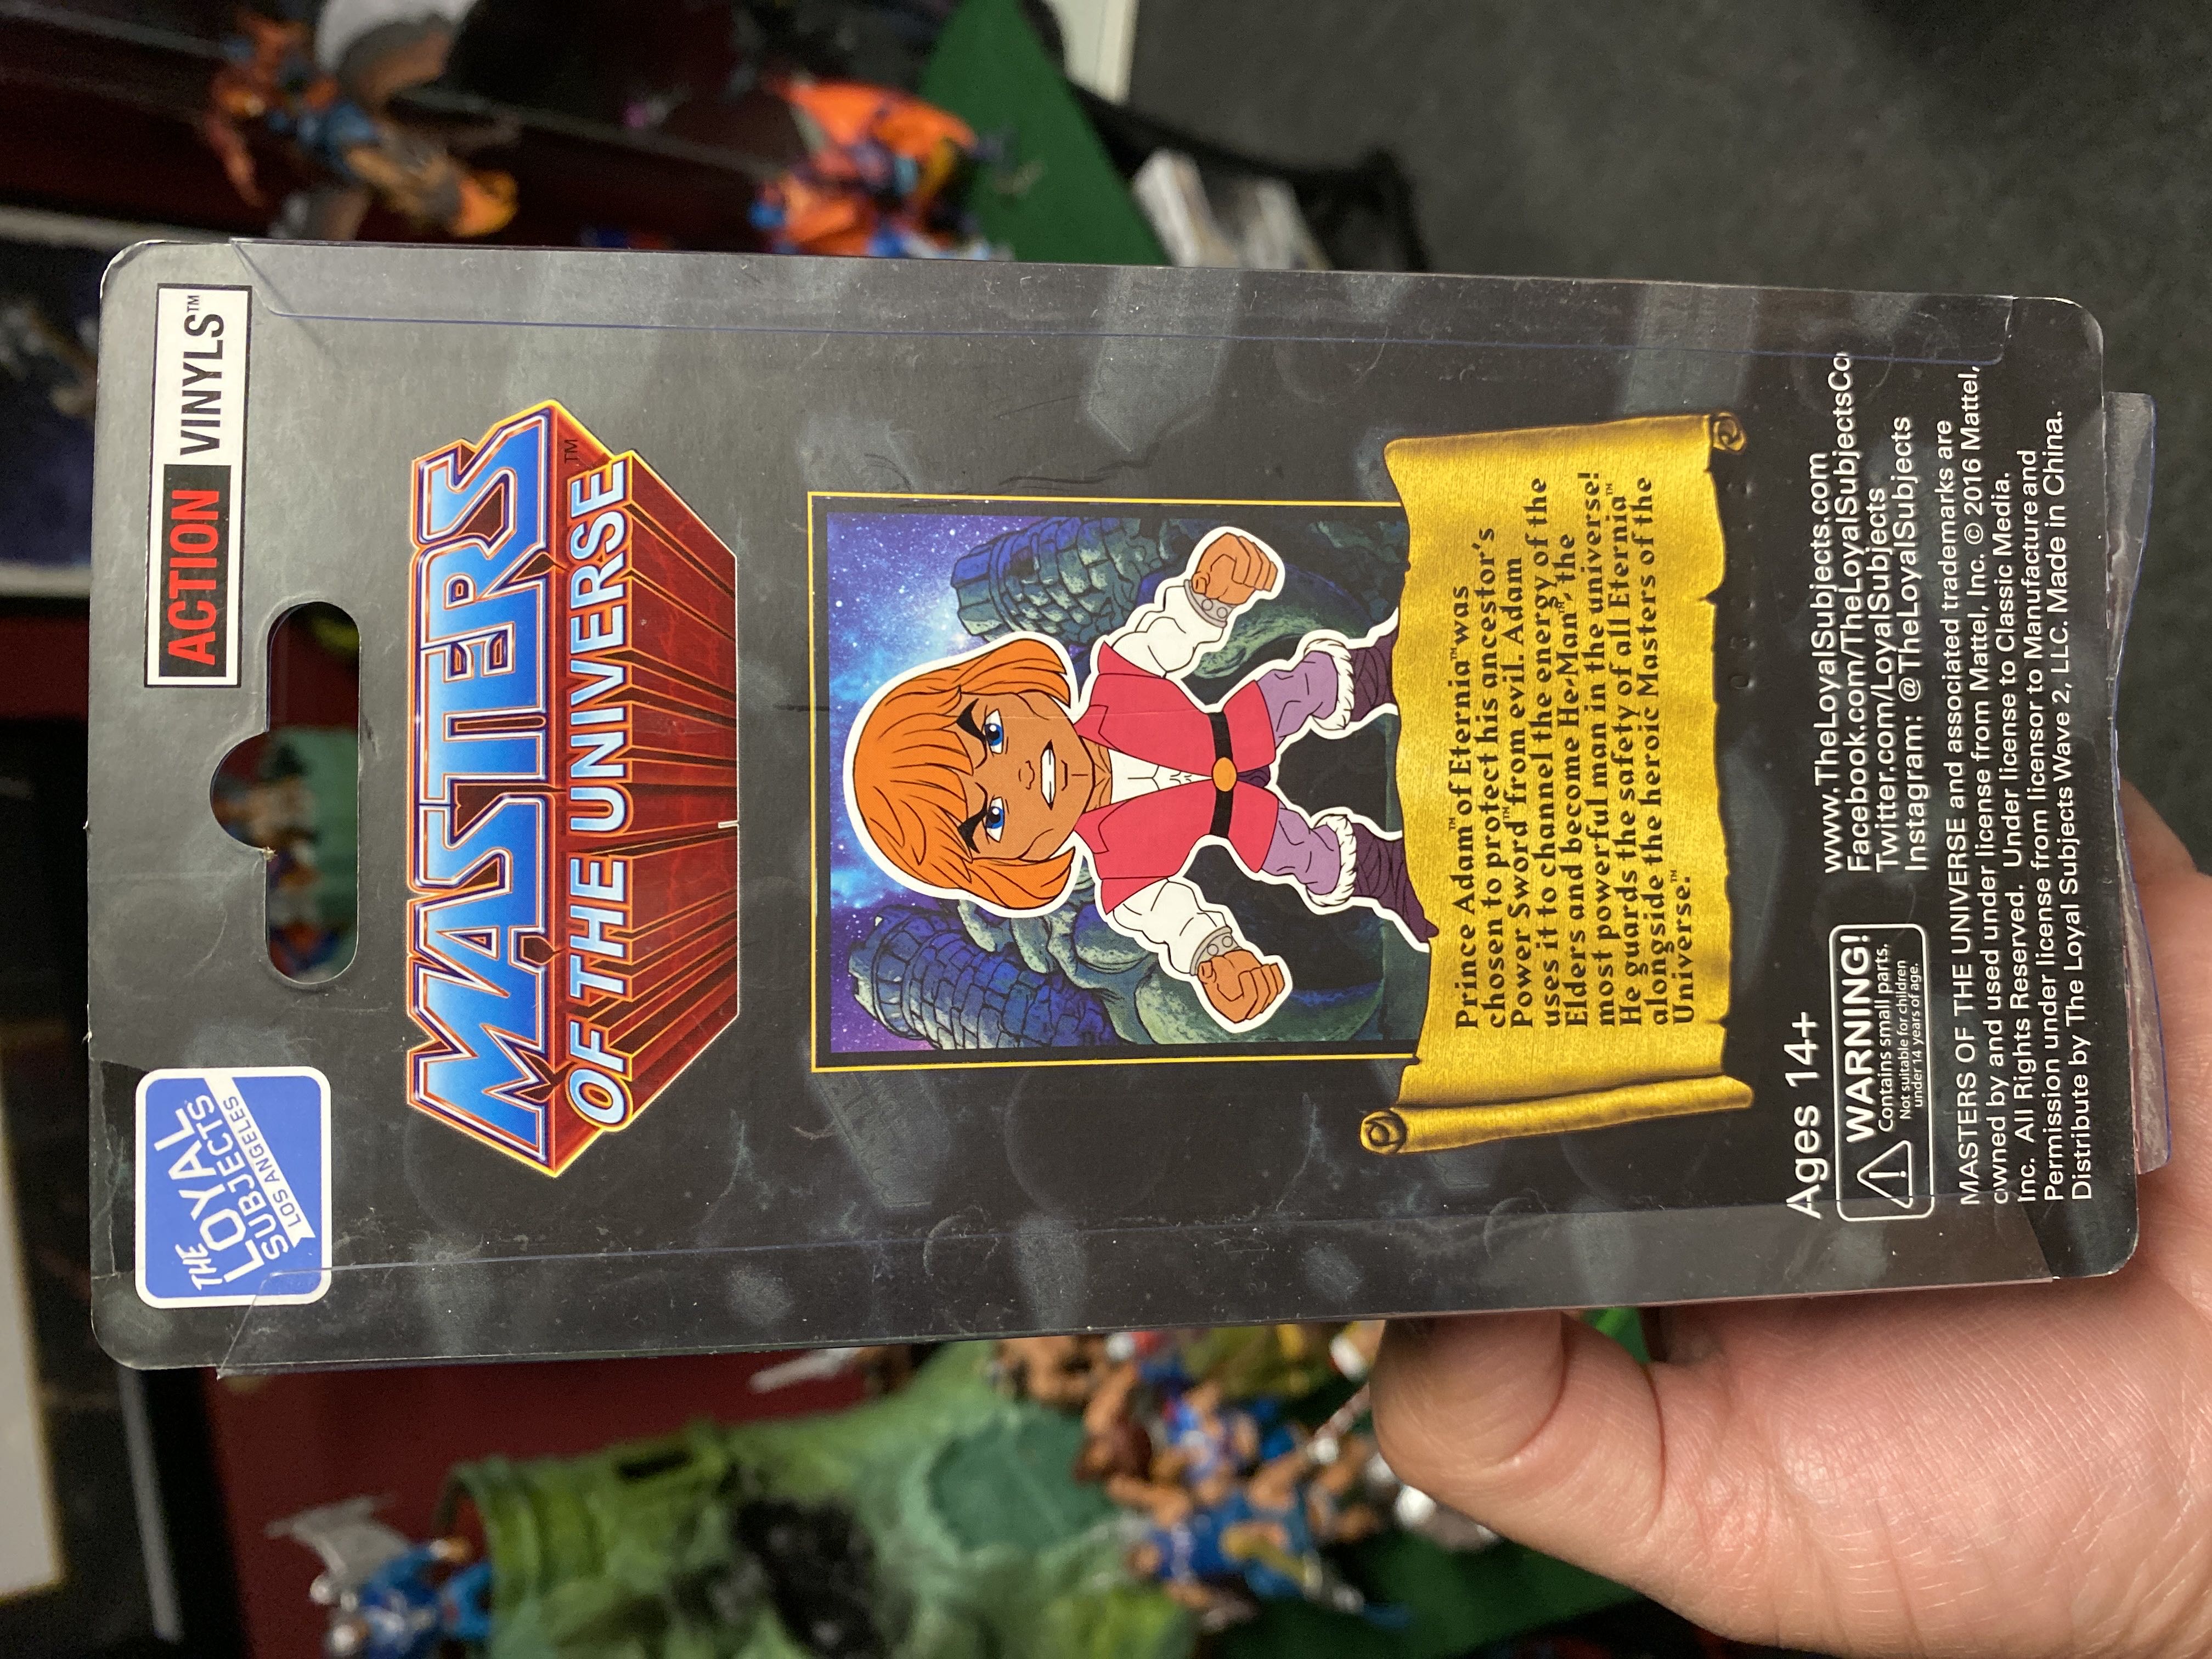 THE
LOYAL
SUBJECTS
LOS ANGELES
ACTION VINYLS™
MASTERS
OF THE UNIVERSE™
Prince Adam™ of Eternia™ was
chosen to protect his ancestor's
Power Sword™ from evil. Adam
uses it to channel the energy of the
Elders and become He-Man™, the
most powerful man in the universe!
He guards the safety of all Eternia™
alongside the heroic Masters of the
Universe.™
Ages 14+
WARNING!
Contains small parts.
Not suitable for children
under 14 years of age.
www.TheLoyalSubjects.com
Facebook.com/TheLoyalSubjectsCo
Twitter.com/LoyalSubjects
Instagram: @TheLoyalSubjects
MASTERS OF THE UNIVERSE and associated trademarks are
owned by and used under license from Mattel, Inc. © 2016 Mattel,
Inc. All Rights Reserved. Under license to Classic Media.
Permission under license from licensor to Manufacture and
Distribute by The Loyal Subjects Wave 2, LLC. Made in China.